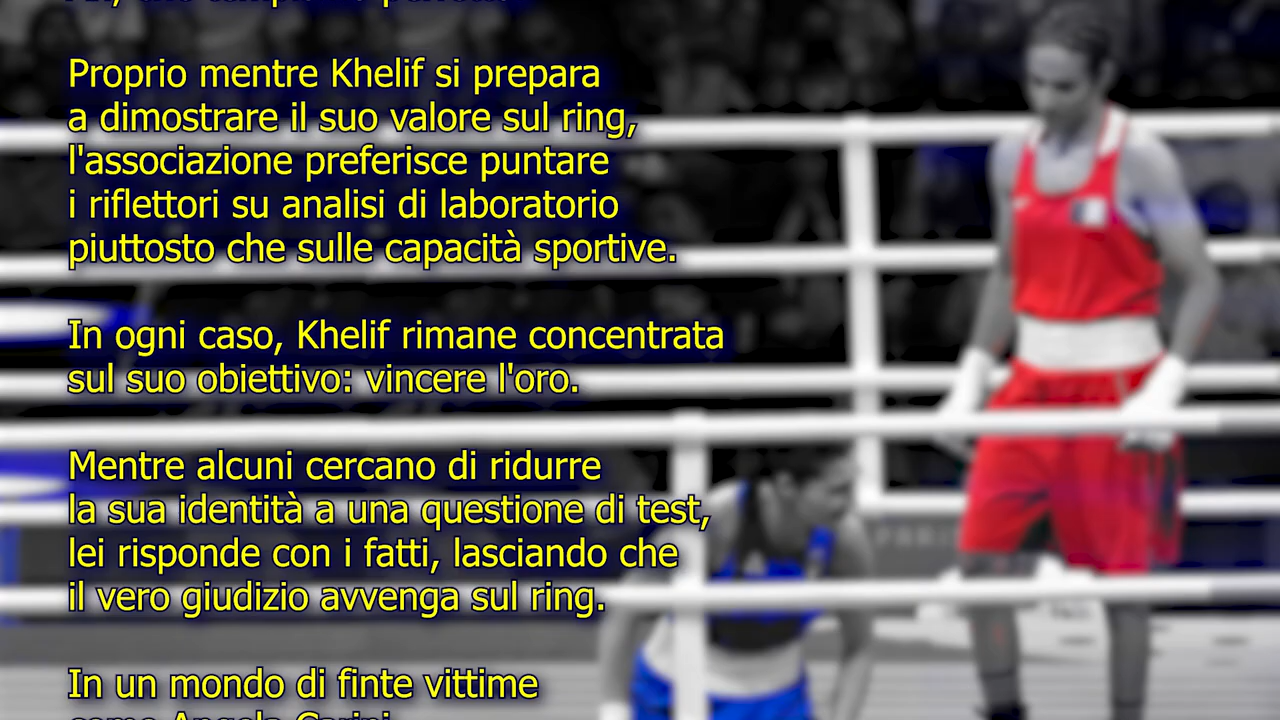 Proprio mentre Khelif si prepara
a dimostrare il suo valore sul ring,
l'associazione preferisce puntare
i riflettori su analisi di laboratorio
piuttosto che sulle capacità sportive.
In ogni caso, Khelif rimane concentrata
sul suo obiettivo: vincere l'oro.
Mentre alcuni cercano di ridurre
la sua identità a una questione di test,
lei risponde con i fatti, lasciando che
il vero giudizio avvenga sul ring.
In un mondo di finte vittime
come Angela Carini